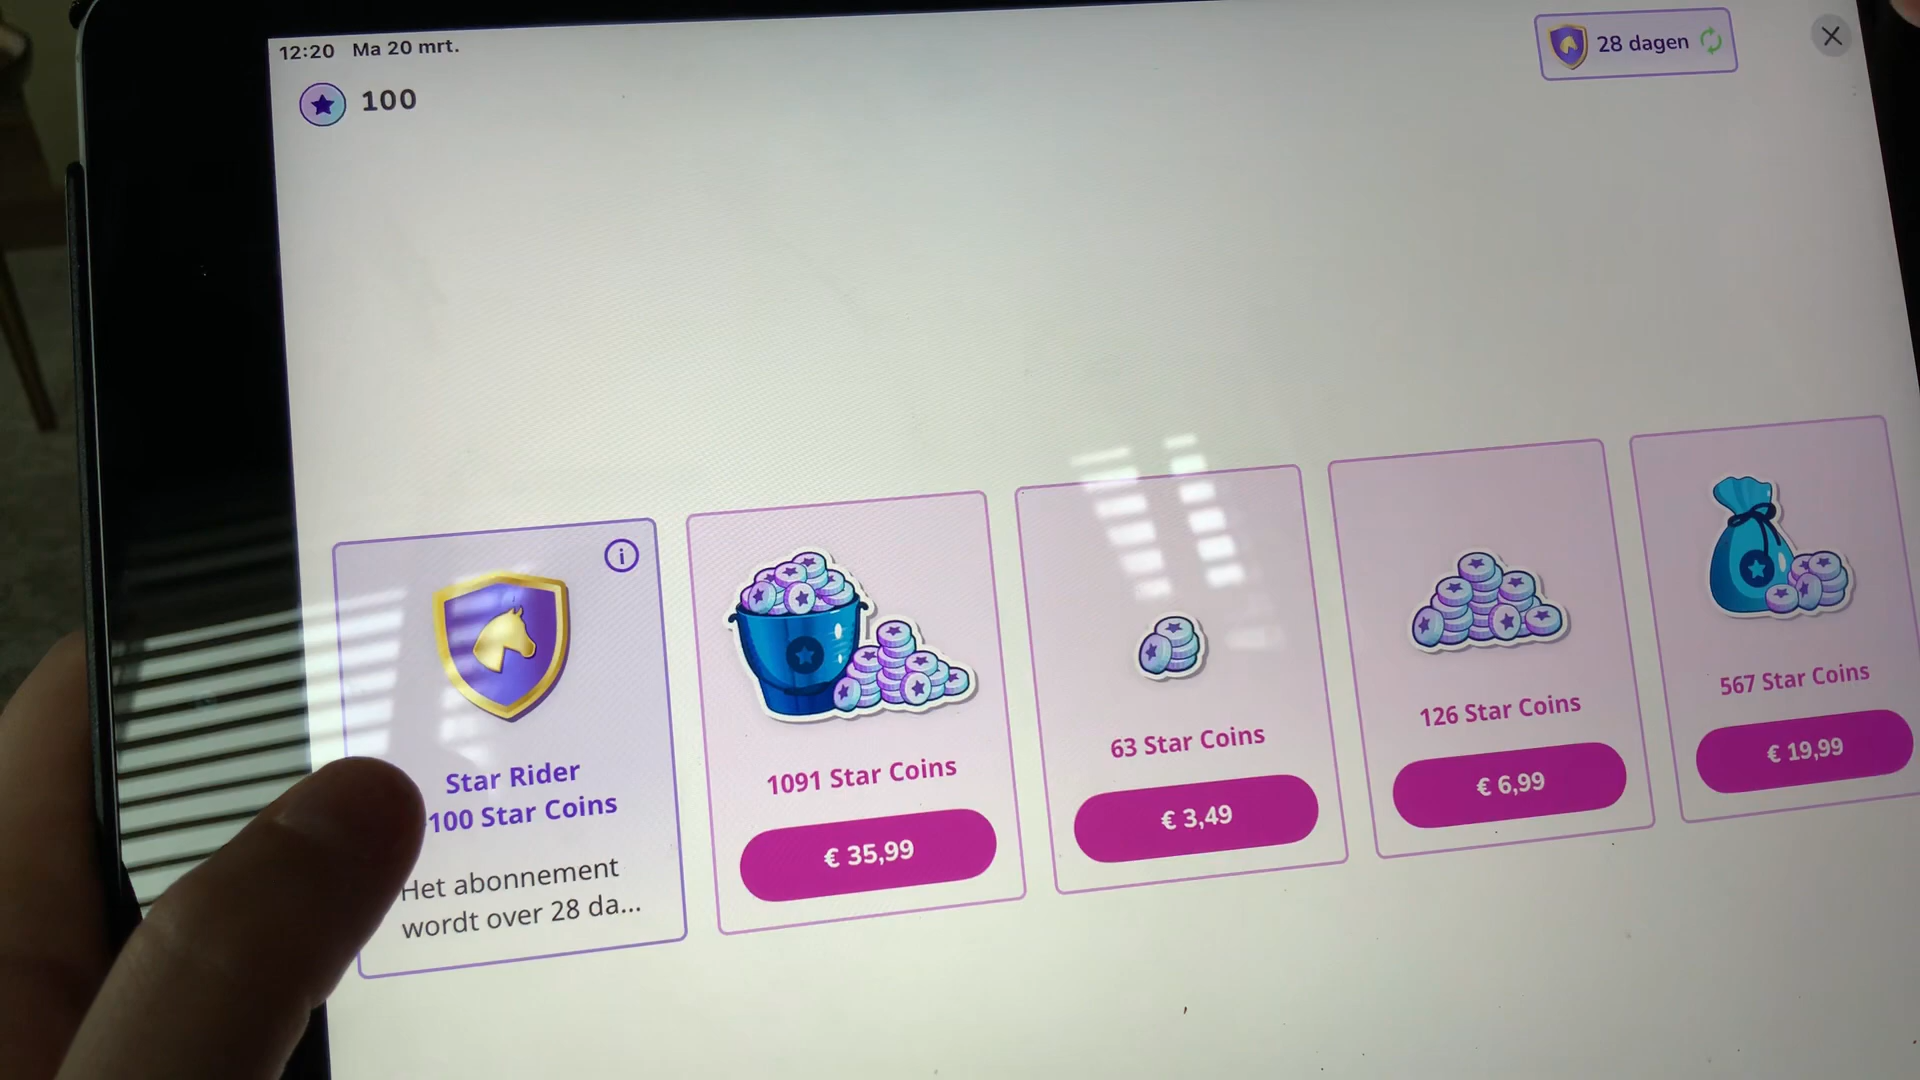 12:20 Ma 20 mrt.
100
28 dagen
Star Rider
100 Star Coins
Het abonnement
wordt over 28 da...
1091 Star Coins
€ 35,99
63 Star Coins
€ 3,49
126 Star Coins
€ 6,99
567 Star Coins
€ 19,99